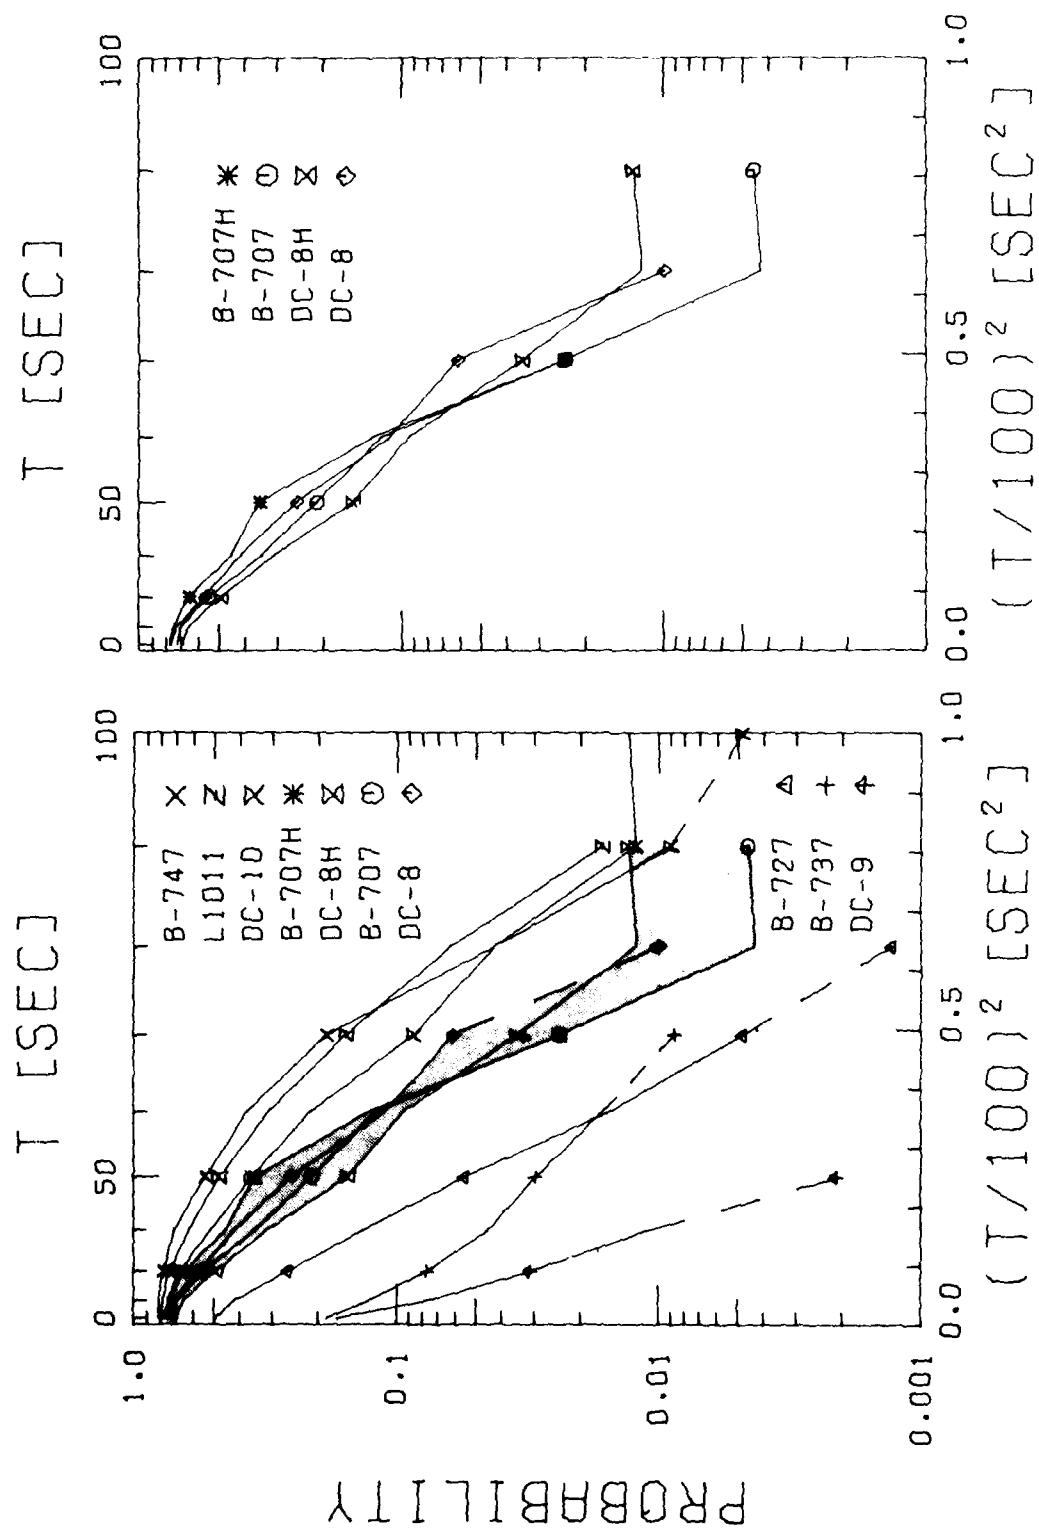 T [SEC]
0 50 100
1.0
0.1
0.01
0.001
PROBABILITY
B-747
L1011
DC-10
B-707H
DC-8H
B-707
DC-8
B-727
B-737
DC-9
0.0 0.5 1.0
(T/100)² [SEC²]
T [SEC]
0 50 100
B-707H
B-707
DC-8H
DC-8
0.0 0.5 1.0
(T/100)² [SEC²]